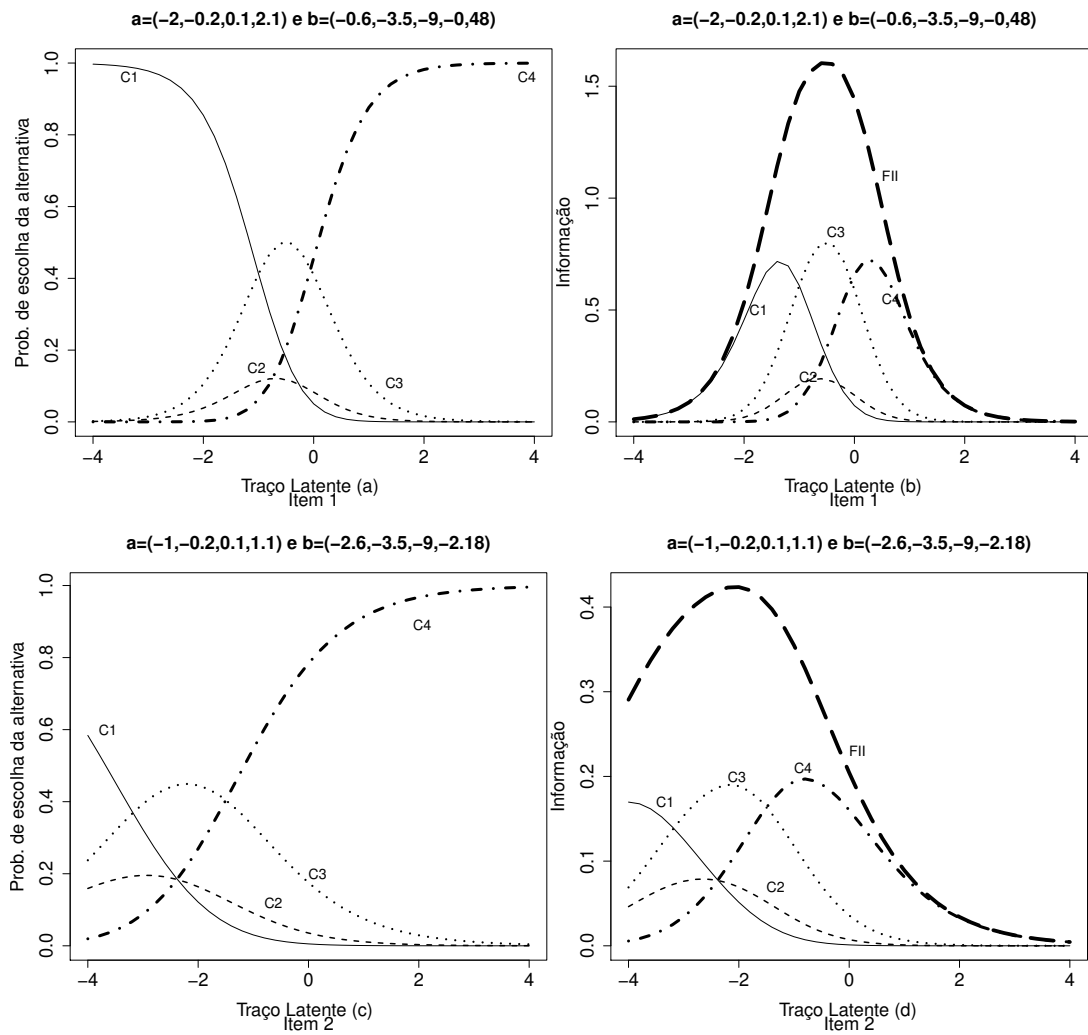 a=(−2,−0.2,0.1,2.1) e b=(−0.6,−3.5,−9,−0,48)
Prob. de escolha da alternativa
1.0
0.8
0.6
0.4
0.2
0.0
C1
C4
C2
C3
−4
−2
0
2
4
Traço Latente (a)
Item 1
a=(−2,−0.2,0.1,2.1) e b=(−0.6,−3.5,−9,−0,48)
Informação
1.5
1.0
0.5
0.0
FII
C3
C1
C4
C2
−4
−2
0
2
4
Traço Latente (b)
Item 1
a=(−1,−0.2,0.1,1.1) e b=(−2.6,−3.5,−9,−2.18)
Prob. de escolha da alternativa
1.0
0.8
0.6
0.4
0.2
0.0
C1
C4
C3
C2
−4
−2
0
2
4
Traço Latente (c)
Item 2
a=(−1,−0.2,0.1,1.1) e b=(−2.6,−3.5,−9,−2.18)
Informação
0.4
0.3
0.2
0.1
0.0
FII
C4
C3
C1
C2
−4
−2
0
2
4
Traço Latente (d)
Item 2